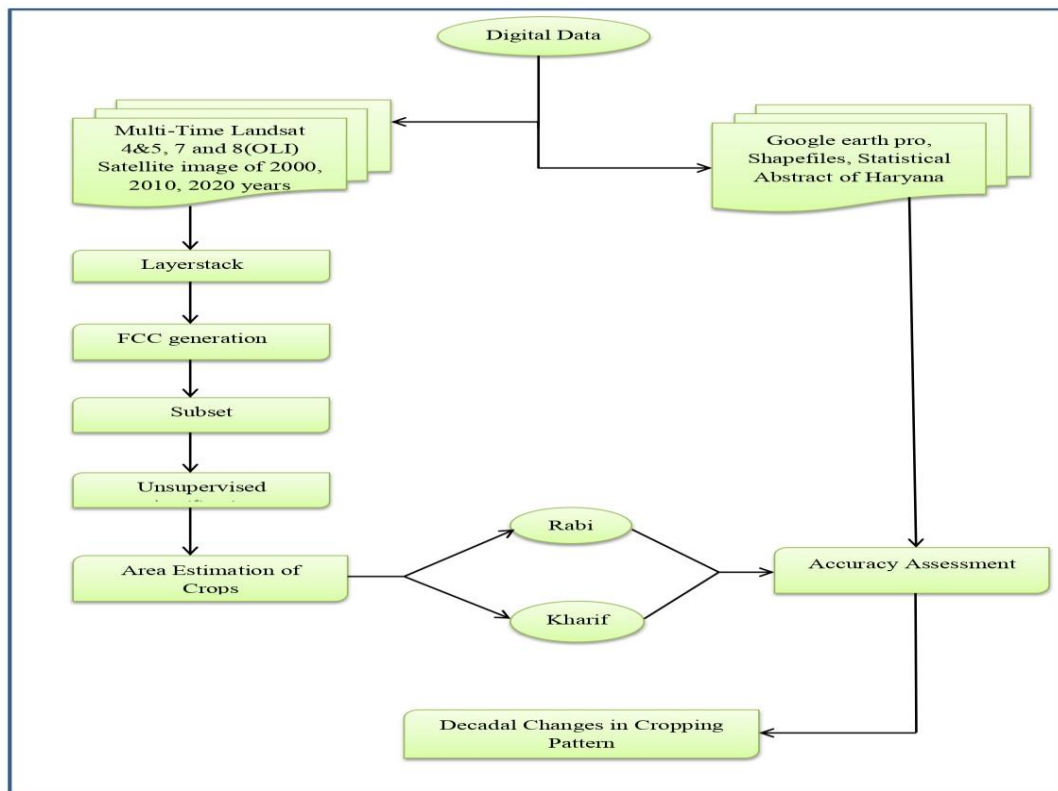 Digital Data
Multi-Time Landsat
4&5, 7 and 8(OLI)
Satellite image of 2000,
2010, 2020 years
Google earth pro,
Shapefiles, Statistical
Abstract of Haryana
Layerstack
FCC generation
Subset
Unsupervised
Area Estimation of
Crops
Rabi
Kharif
Accuracy Assessment
Decadal Changes in Cropping
Pattern